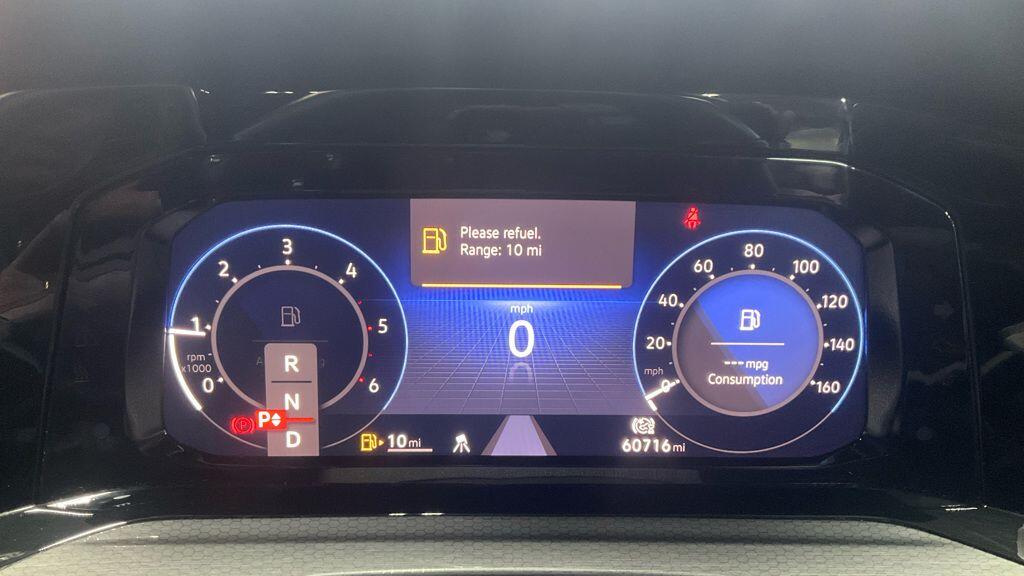 Please refuel.
Range: 10 mi
3
2
4
1
5
rpm
x1000
0
6
R
N
P
D
P
mph
0
80
60
100
40
120
20
140
mph
0
160
--- mpg
Consumption
10 mi
60716 mi